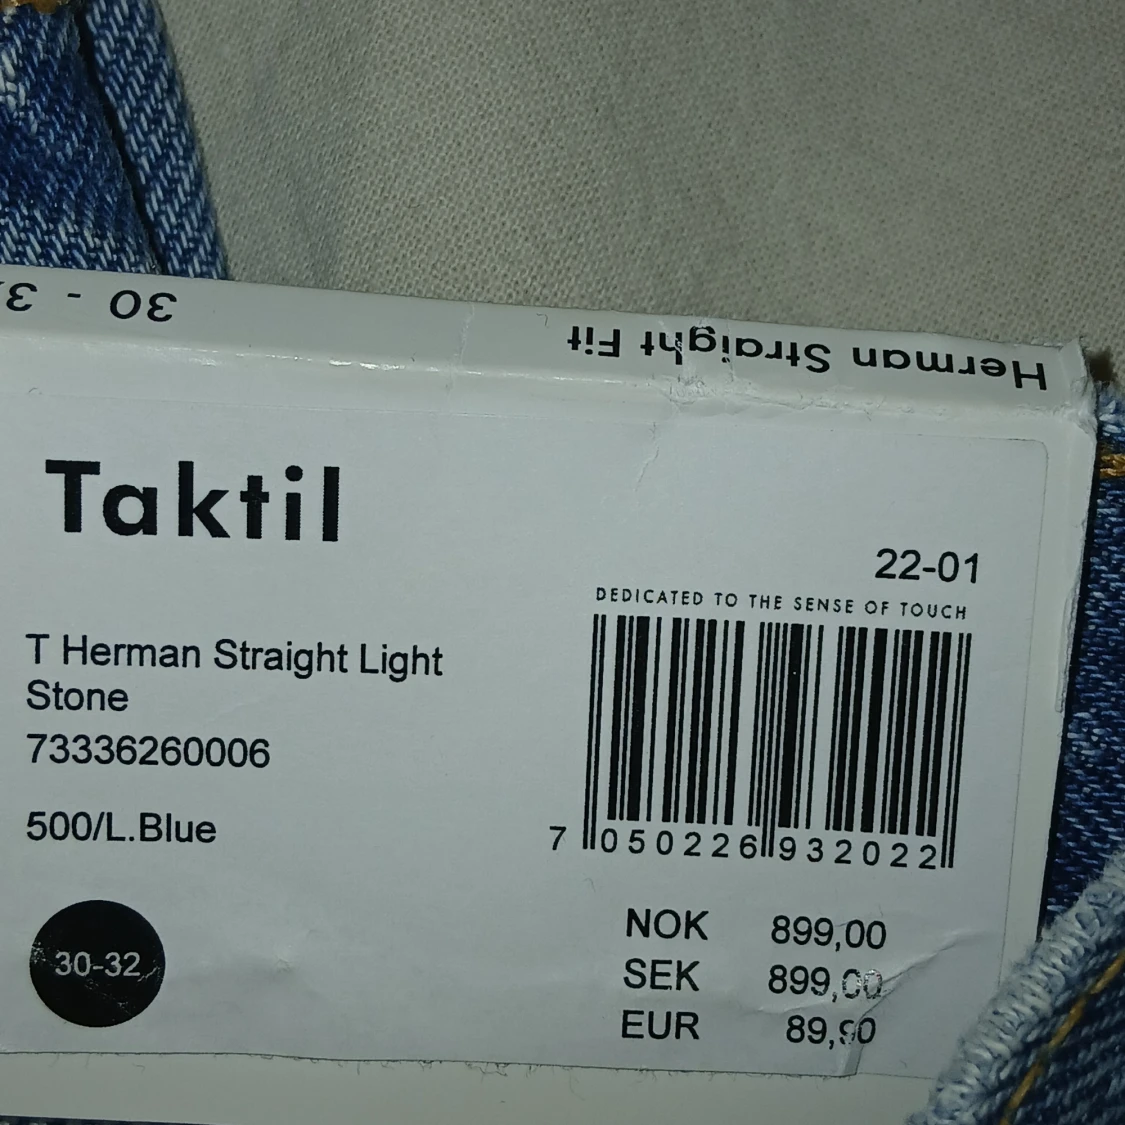 Herman Straight Fit
30 - 3
Taktil
22-01
DEDICATED TO THE SENSE OF TOUCH
T Herman Straight Light
Stone
73336260006
500/L.Blue
7 050226 932022
30-32
NOK 899,00
SEK 899,00
EUR 89,90